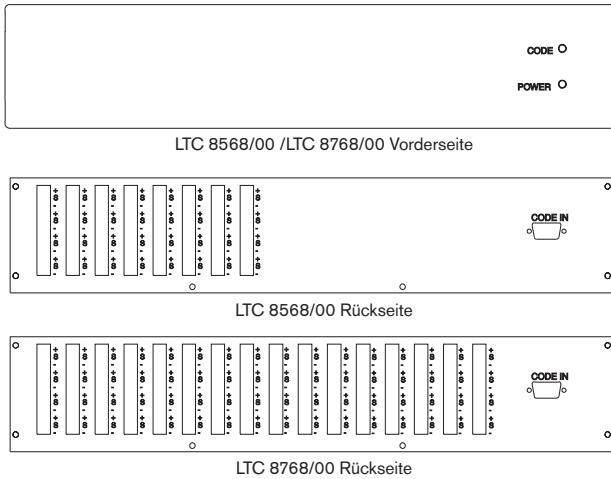 CODE
POWER
LTC 8568/00 /LTC 8768/00 Vorderseite
CODE IN
LTC 8568/00 Rückseite
CODE IN
LTC 8768/00 Rückseite